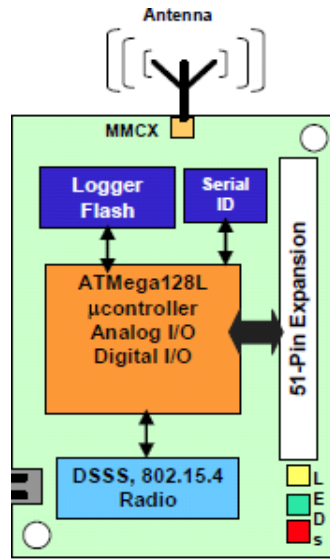 Antenna
MMCX
Logger
Flash
Serial
ID
ATMega128L
µcontroller
Analog I/O
Digital I/O
51-Pin Expansion
DSSS, 802.15.4
Radio
L
E
D
s